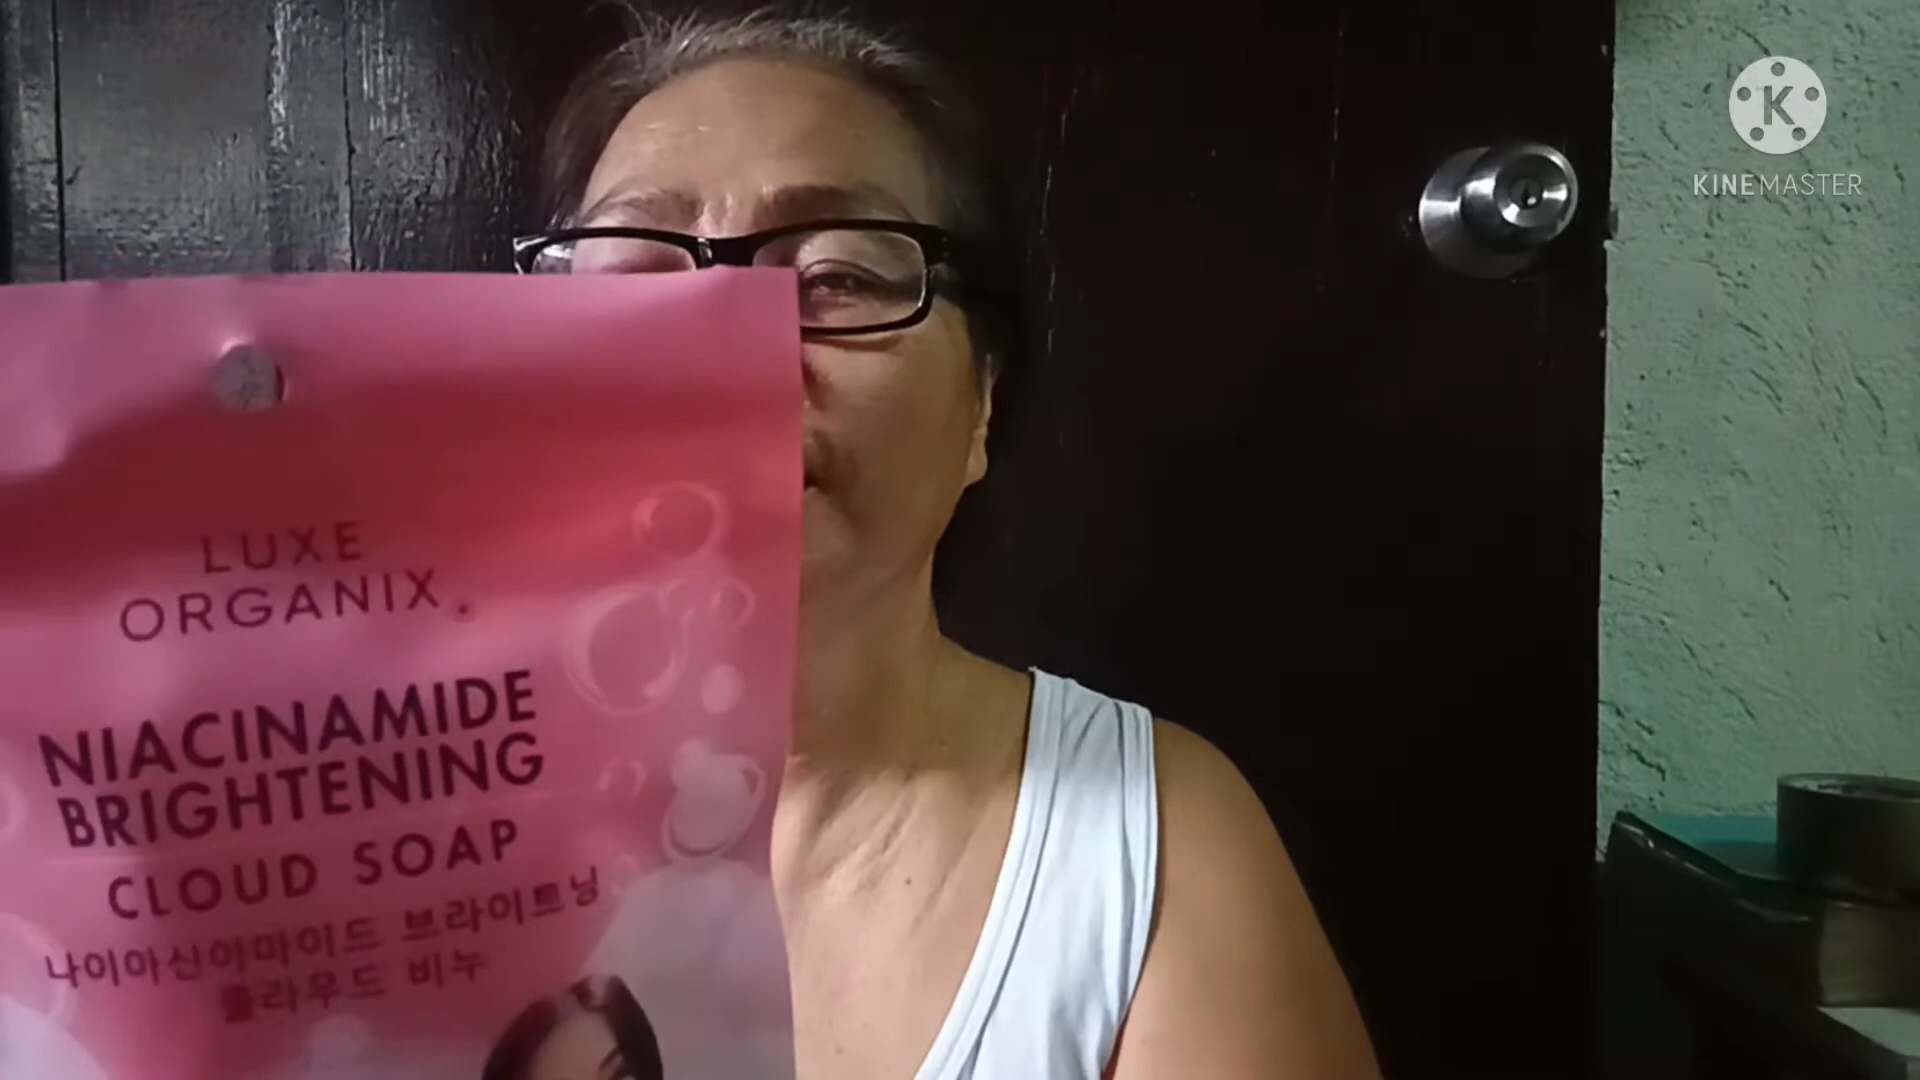 K
KINEMASTER
LUXE
ORGANIX
NIACINAMIDE
BRIGHTENING
CLOUD SOAP
나이아신아마이드 브라이트닝
클라우드 비누